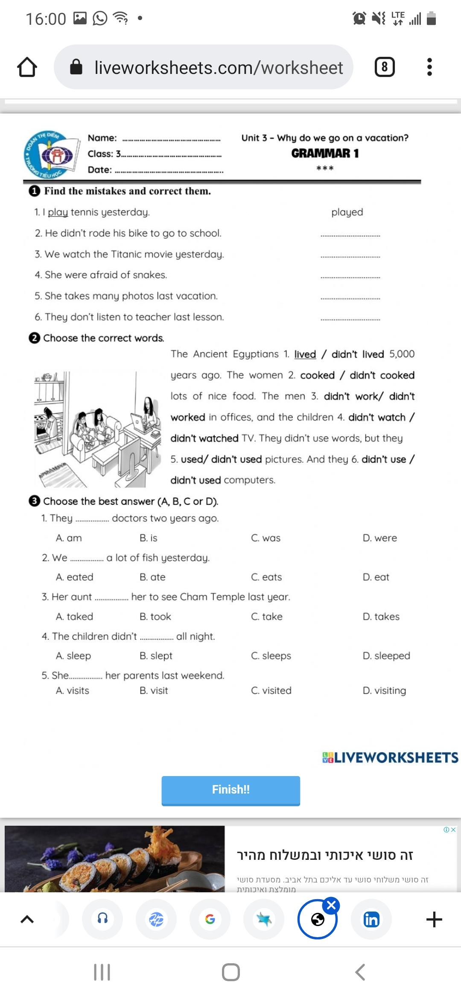 16:00
LTE
liveworksheets.com/worksheet
8
ĐOÀN THỊ ĐIỂM
TRƯỜNG TIỂU HỌC
Name: ....................................................
Class: 3....................................................
Date: ....................................................
Unit 3 – Why do we go on a vacation?
GRAMMAR 1
***
1 Find the mistakes and correct them.
1. I play tennis yesterday. played
2. He didn't rode his bike to go to school. ................................
3. We watch the Titanic movie yesterday. ................................
4. She were afraid of snakes. ................................
5. She takes many photos last vacation. ................................
6. They don't listen to teacher last lesson. ................................
2 Choose the correct words.
The Ancient Egyptians 1. lived / didn't lived 5,000
years ago. The women 2. cooked / didn't cooked
lots of nice food. The men 3. didn't work/ didn't
worked in offices, and the children 4. didn't watch /
didn't watched TV. They didn't use words, but they
5. used/ didn't used pictures. And they 6. didn't use /
didn't used computers.
3 Choose the best answer (A, B, C or D).
1. They .................. doctors two years ago.
A. am B. is C. was D. were
2. We .................. a lot of fish yesterday.
A. eated B. ate C. eats D. eat
3. Her aunt .................. her to see Cham Temple last year.
A. taked B. took C. take D. takes
4. The children didn't .................. all night.
A. sleep B. slept C. sleeps D. sleeped
5. She.................. her parents last weekend.
A. visits B. visit C. visited D. visiting
LIVE LIVEWORKSHEETS
Finish!!
זה סושי איכותי ובמשלוח מהיר
זה סושי משלוחי סושי עד אליכם בתל אביב. מסעדת סושי
מומלצת ואיכותית
HP
G
in